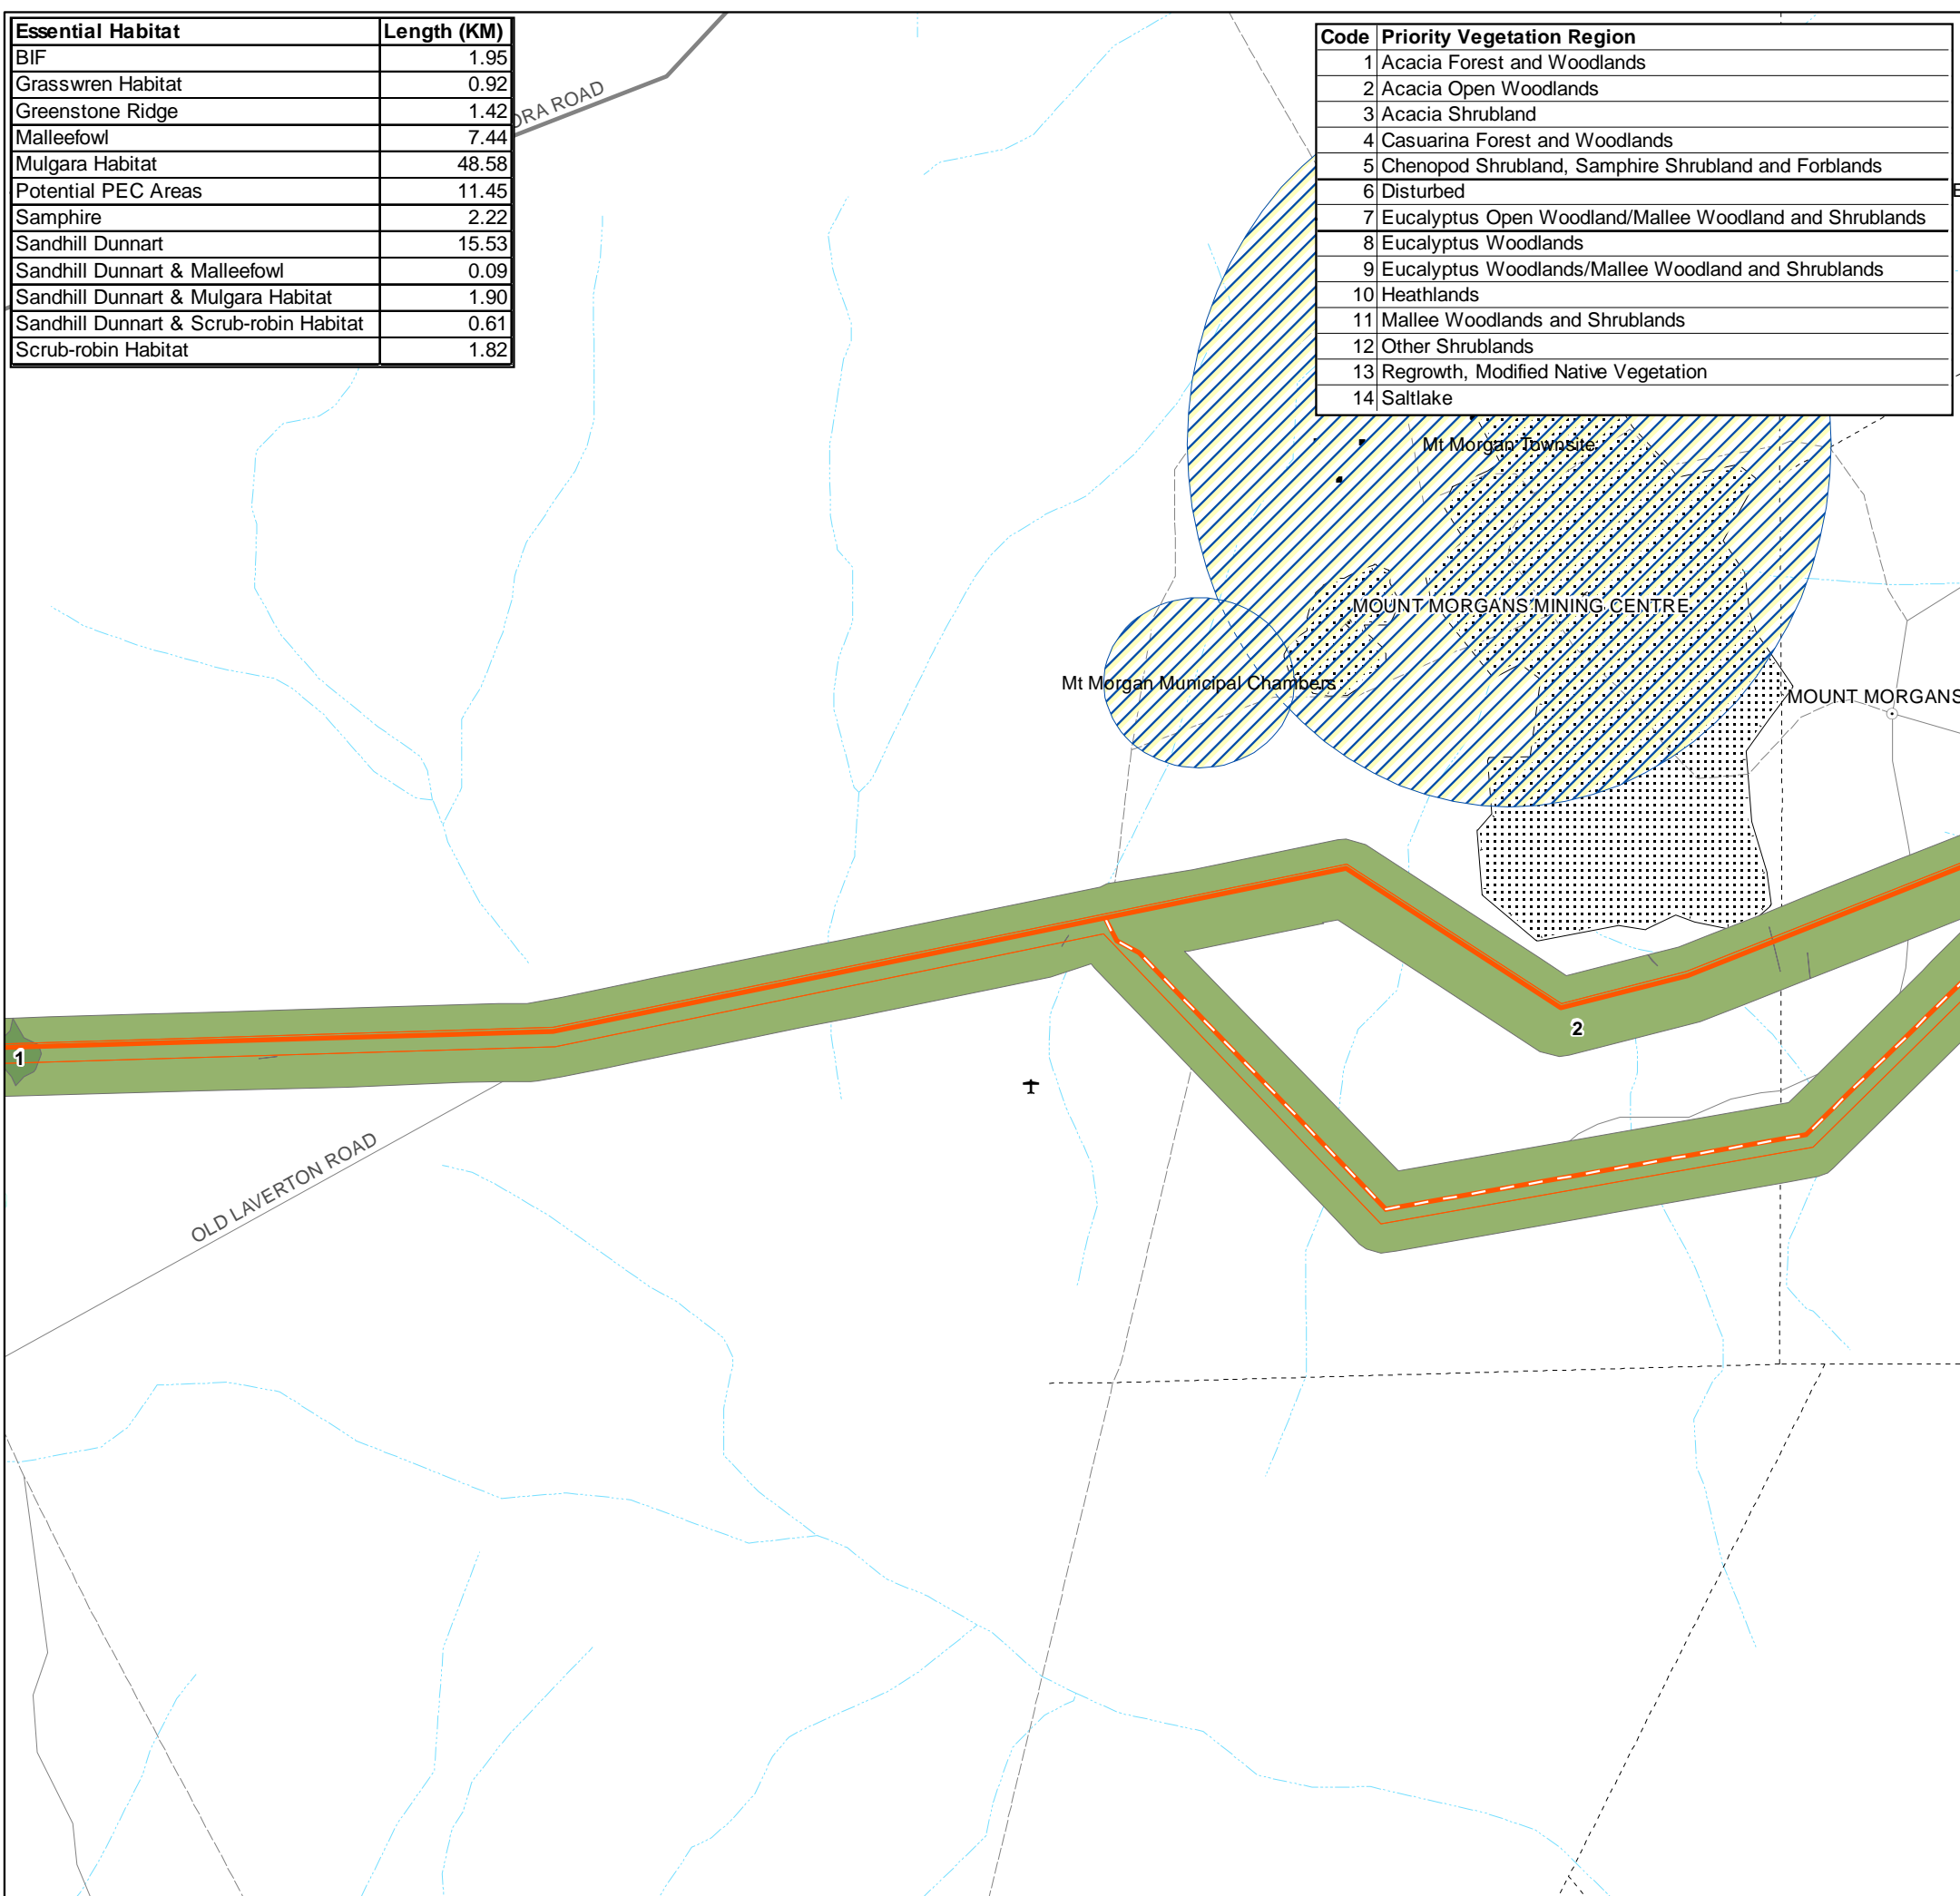 Essential Habitat Length (KM)
BIF 1.95
Grasswren Habitat 0.92
Greenstone Ridge 1.42
Malleefowl 7.44
Mulgara Habitat 48.58
Potential PEC Areas 11.45
Samphire 2.22
Sandhill Dunnart 15.53
Sandhill Dunnart & Malleefowl 0.09
Sandhill Dunnart & Mulgara Habitat 1.90
Sandhill Dunnart & Scrub-robin Habitat 0.61
Scrub-robin Habitat 1.82
Code Priority Vegetation Region
1 Acacia Forest and Woodlands
2 Acacia Open Woodlands
3 Acacia Shrubland
4 Casuarina Forest and Woodlands
5 Chenopod Shrubland, Samphire Shrubland and Forblands
6 Disturbed
7 Eucalyptus Open Woodland/Mallee Woodland and Shrublands
8 Eucalyptus Woodlands
9 Eucalyptus Woodlands/Mallee Woodland and Shrublands
10 Heathlands
11 Mallee Woodlands and Shrublands
12 Other Shrublands
13 Regrowth, Modified Native Vegetation
14 Saltlake
ORA ROAD
Mt Morgan Townsite
MOUNT MORGANS MINING CENTRE
Mt Morgan Municipal Chambers
MOUNT MORGANS
2
1
OLD LAVERTON ROAD